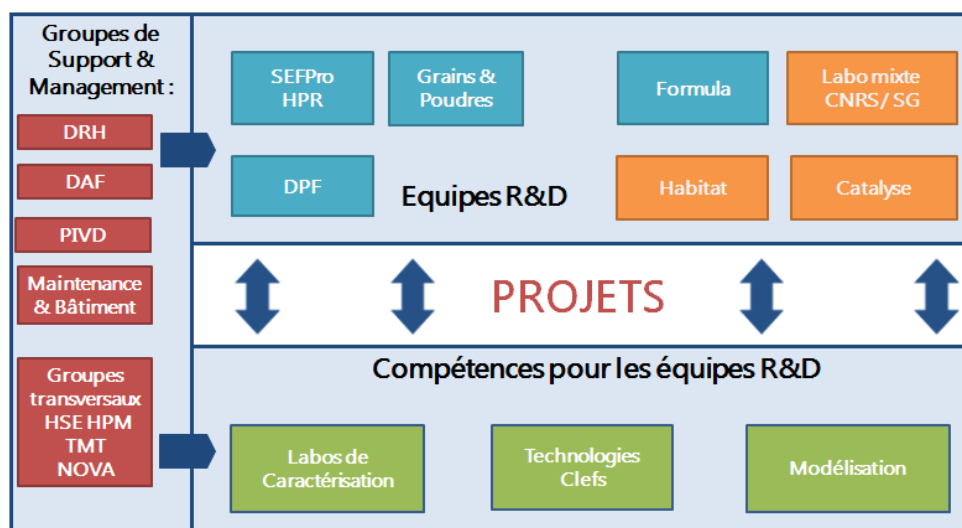 Groupes de
Support &
Management :
DRH
DAF
PIVD
Maintenance
& Bâtiment
Groupes
transversaux
HSE HPM
TMT
NOVA
SEFPro
HPR
Grains &
Poudres
Formula
Labo mixte
CNRS / SG
DPF
Equipes R&D
Habitat
Catalyse
PROJETS
Compétences pour les équipes R&D
Labos de
Caractérisation
Technologies
Clefs
Modélisation